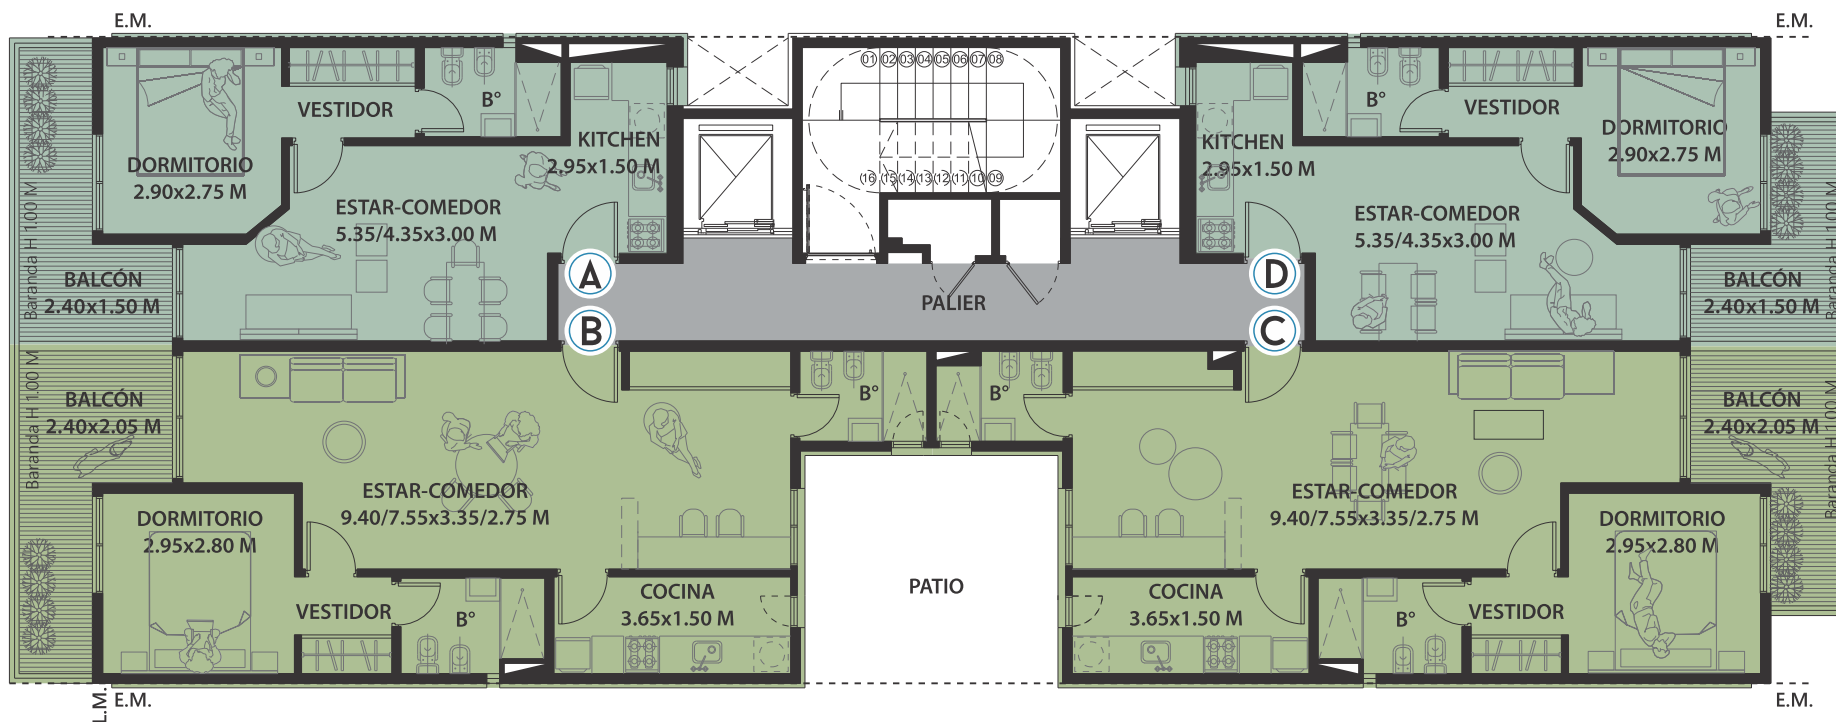 E.M.
E.M.
01 02 03 04 05 06 07 08
16 15 14 13 12 11 10 09
VESTIDOR
B°
DORMITORIO
2.90x2.75 M
KITCHEN
2.95x1.50 M
ESTAR-COMEDOR
5.35/4.35x3.00 M
BALCÓN
2.40x1.50 M
Baranda H 1.00 M
A
B
PALIER
D
C
KITCHEN
2.95x1.50 M
B°
VESTIDOR
DORMITORIO
2.90x2.75 M
ESTAR-COMEDOR
5.35/4.35x3.00 M
BALCÓN
2.40x1.50 M
Baranda H 1.00 M
BALCÓN
2.40x2.05 M
Baranda H 1.00 M
B°
ESTAR-COMEDOR
9.40/7.55x3.35/2.75 M
DORMITORIO
2.95x2.80 M
VESTIDOR
B°
COCINA
3.65x1.50 M
PATIO
B°
ESTAR-COMEDOR
9.40/7.55x3.35/2.75 M
BALCÓN
2.40x2.05 M
Baranda H 1.00 M
DORMITORIO
2.95x2.80 M
COCINA
3.65x1.50 M
B°
VESTIDOR
L.M.
E.M.
E.M.